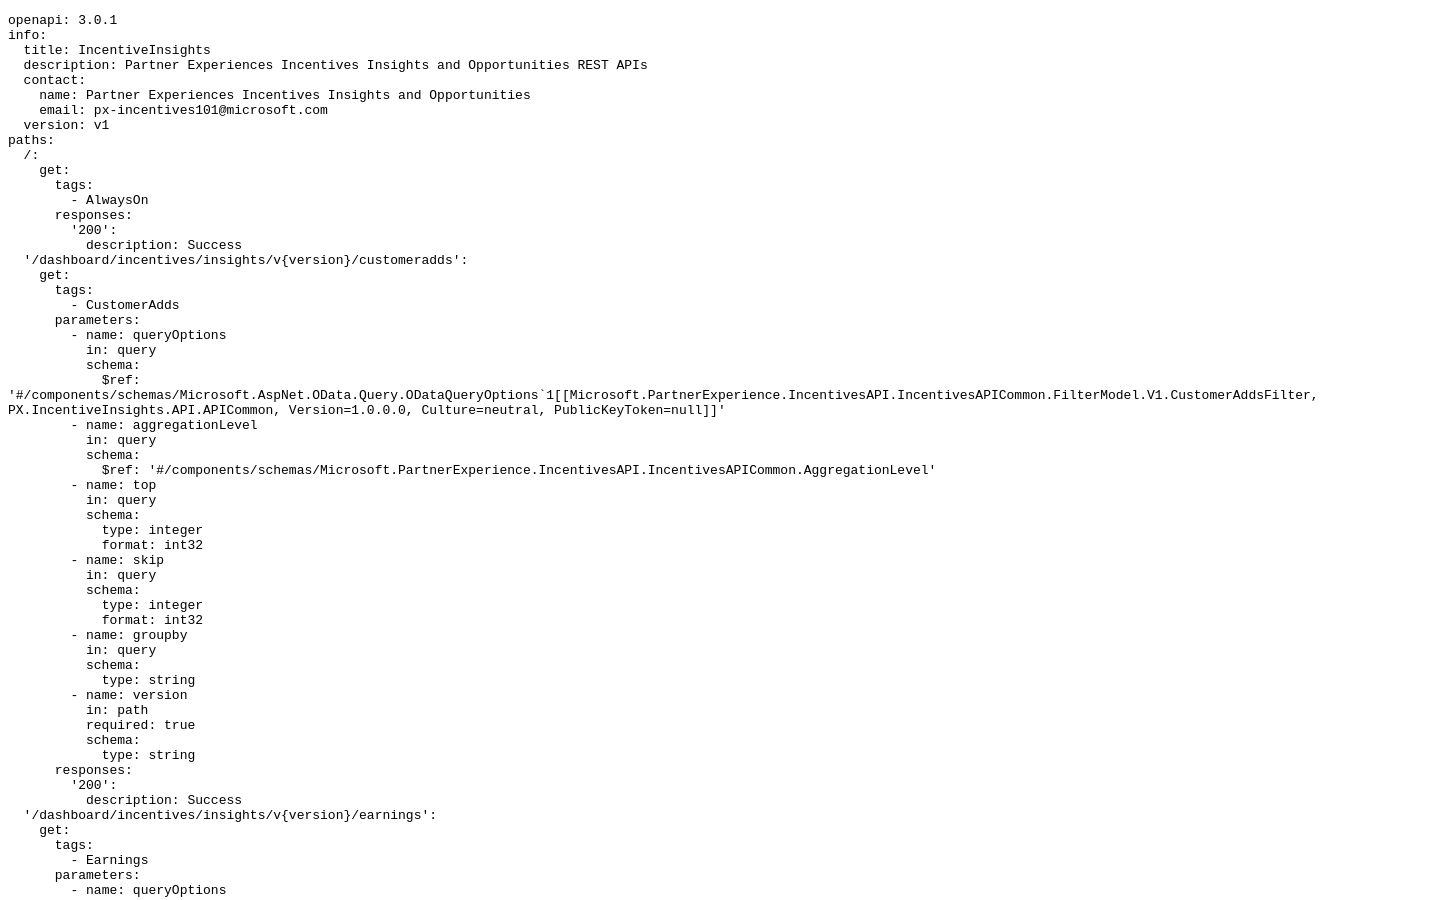 openapi: 3.0.1
info:
  title: IncentiveInsights
  description: Partner Experiences Incentives Insights and Opportunities REST APIs
  contact:
    name: Partner Experiences Incentives Insights and Opportunities
    email: px-incentives101@microsoft.com
  version: v1
paths:
  /:
    get:
      tags:
        - AlwaysOn
      responses:
        '200':
          description: Success
  '/dashboard/incentives/insights/v{version}/customeradds':
    get:
      tags:
        - CustomerAdds
      parameters:
        - name: queryOptions
          in: query
          schema:
            $ref:
'#/components/schemas/Microsoft.AspNet.OData.Query.ODataQueryOptions`1[[Microsoft.PartnerExperience.IncentivesAPI.IncentivesAPICommon.FilterModel.V1.CustomerAddsFilter,
PX.IncentiveInsights.API.APICommon, Version=1.0.0.0, Culture=neutral, PublicKeyToken=null]]'
        - name: aggregationLevel
          in: query
          schema:
            $ref: '#/components/schemas/Microsoft.PartnerExperience.IncentivesAPI.IncentivesAPICommon.AggregationLevel'
        - name: top
          in: query
          schema:
            type: integer
            format: int32
        - name: skip
          in: query
          schema:
            type: integer
            format: int32
        - name: groupby
          in: query
          schema:
            type: string
        - name: version
          in: path
          required: true
          schema:
            type: string
      responses:
        '200':
          description: Success
  '/dashboard/incentives/insights/v{version}/earnings':
    get:
      tags:
        - Earnings
      parameters:
        - name: queryOptions